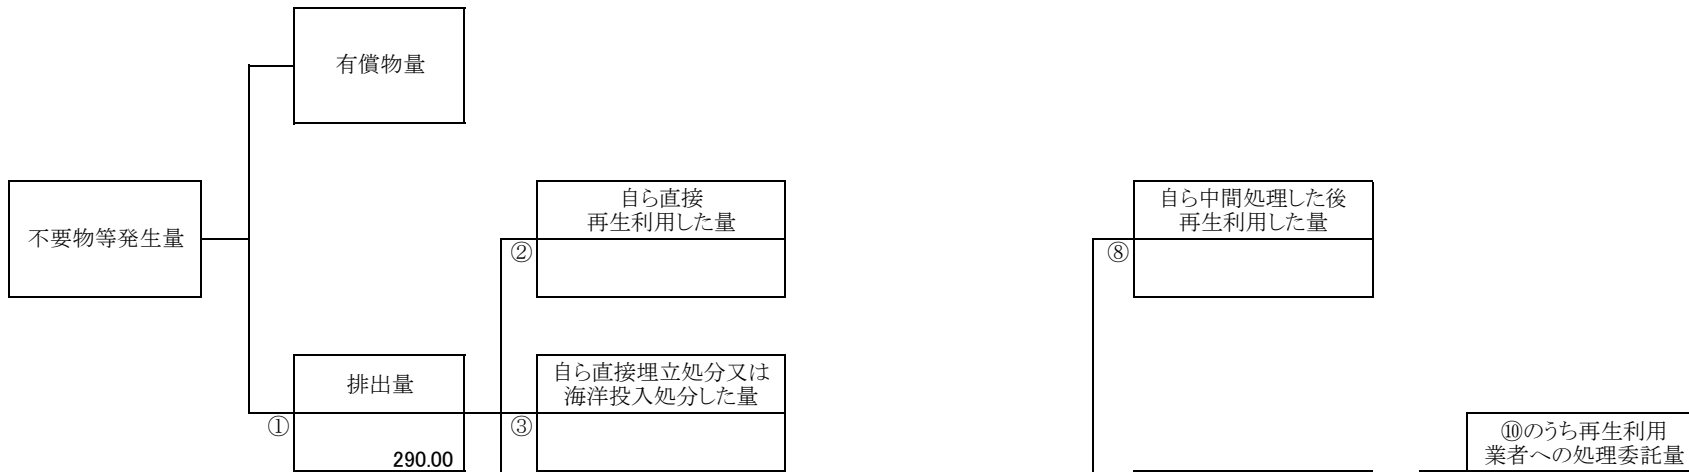 有償物量
不要物等発生量
自ら直接
再生利用した量
②
自ら中間処理した後
再生利用した量
⑧
排出量
①
290.00
自ら直接埋立処分又は
海洋投入処分した量
③
⑩のうち再生利用
業者への処理委託量